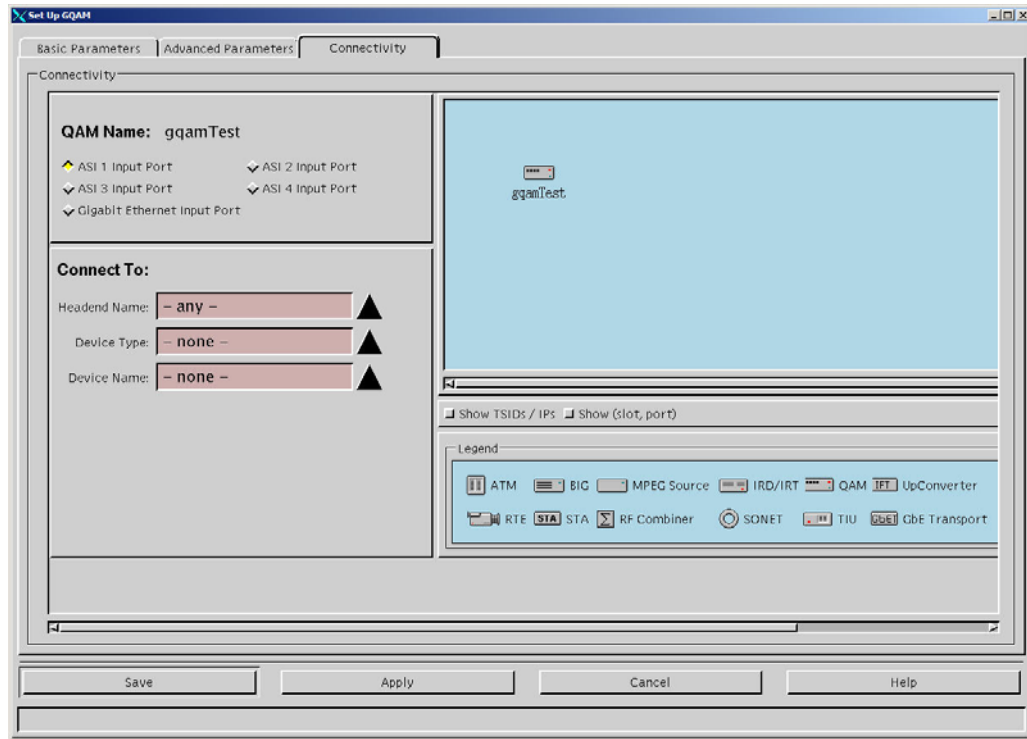 Set Up GQAM
Basic Parameters Advanced Parameters Connectivity
Connectivity
QAM Name: gqamTest
ASI 1 Input Port ASI 2 Input Port
ASI 3 Input Port ASI 4 Input Port
Gigabit Ethernet Input Port
gqamTest
Connect To:
Headend Name: - any -
Device Type: - none -
Device Name: - none -
Show TSIDs / IPs Show (slot, port)
Legend
ATM BIG MPEG Source IRD/IRT QAM IFT UpConverter
RTE STA STA Σ RF Combiner SONET TIU GbET GbE Transport
Save Apply Cancel Help